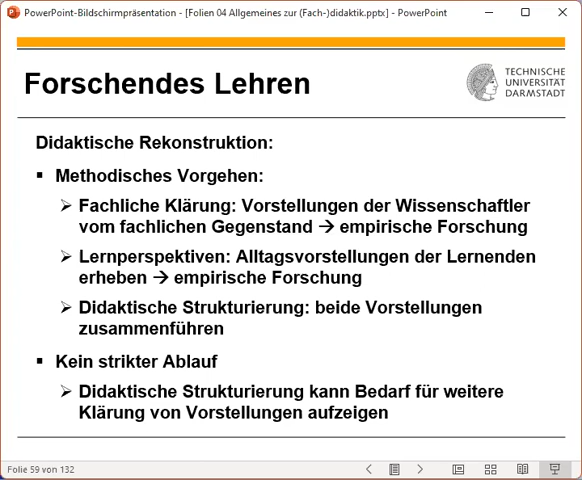 PowerPoint-Bildschirmpräsentation - [Folien 04 Allgemeines zur (Fach-)didaktik.pptx] - PowerPoint
Forschendes Lehren
TECHNISCHE
UNIVERSITÄT
DARMSTADT
Didaktische Rekonstruktion:
▪ Methodisches Vorgehen:
➢ Fachliche Klärung: Vorstellungen der Wissenschaftler
vom fachlichen Gegenstand → empirische Forschung
➢ Lernperspektiven: Alltagsvorstellungen der Lernenden
erheben → empirische Forschung
➢ Didaktische Strukturierung: beide Vorstellungen
zusammenführen
▪ Kein strikter Ablauf
➢ Didaktische Strukturierung kann Bedarf für weitere
Klärung von Vorstellungen aufzeigen
Folie 59 von 132